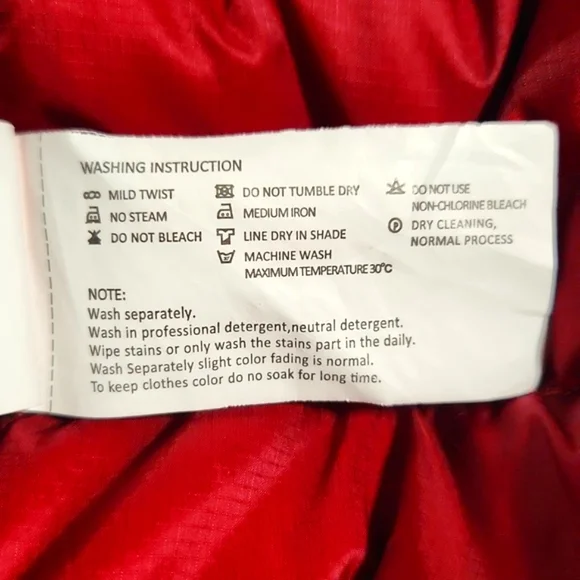 WASHING INSTRUCTION
MILD TWIST
NO STEAM
DO NOT BLEACH
DO NOT TUMBLE DRY
MEDIUM IRON
LINE DRY IN SHADE
MACHINE WASH
MAXIMUM TEMPERATURE 30°C
DO NOT USE
NON-CHLORINE BLEACH
DRY CLEANING,
NORMAL PROCESS
NOTE:
Wash separately.
Wash in professional detergent,neutral detergent.
Wipe stains or only wash the stains part in the daily.
Wash Separately slight color fading is normal.
To keep clothes color do no soak for long time.